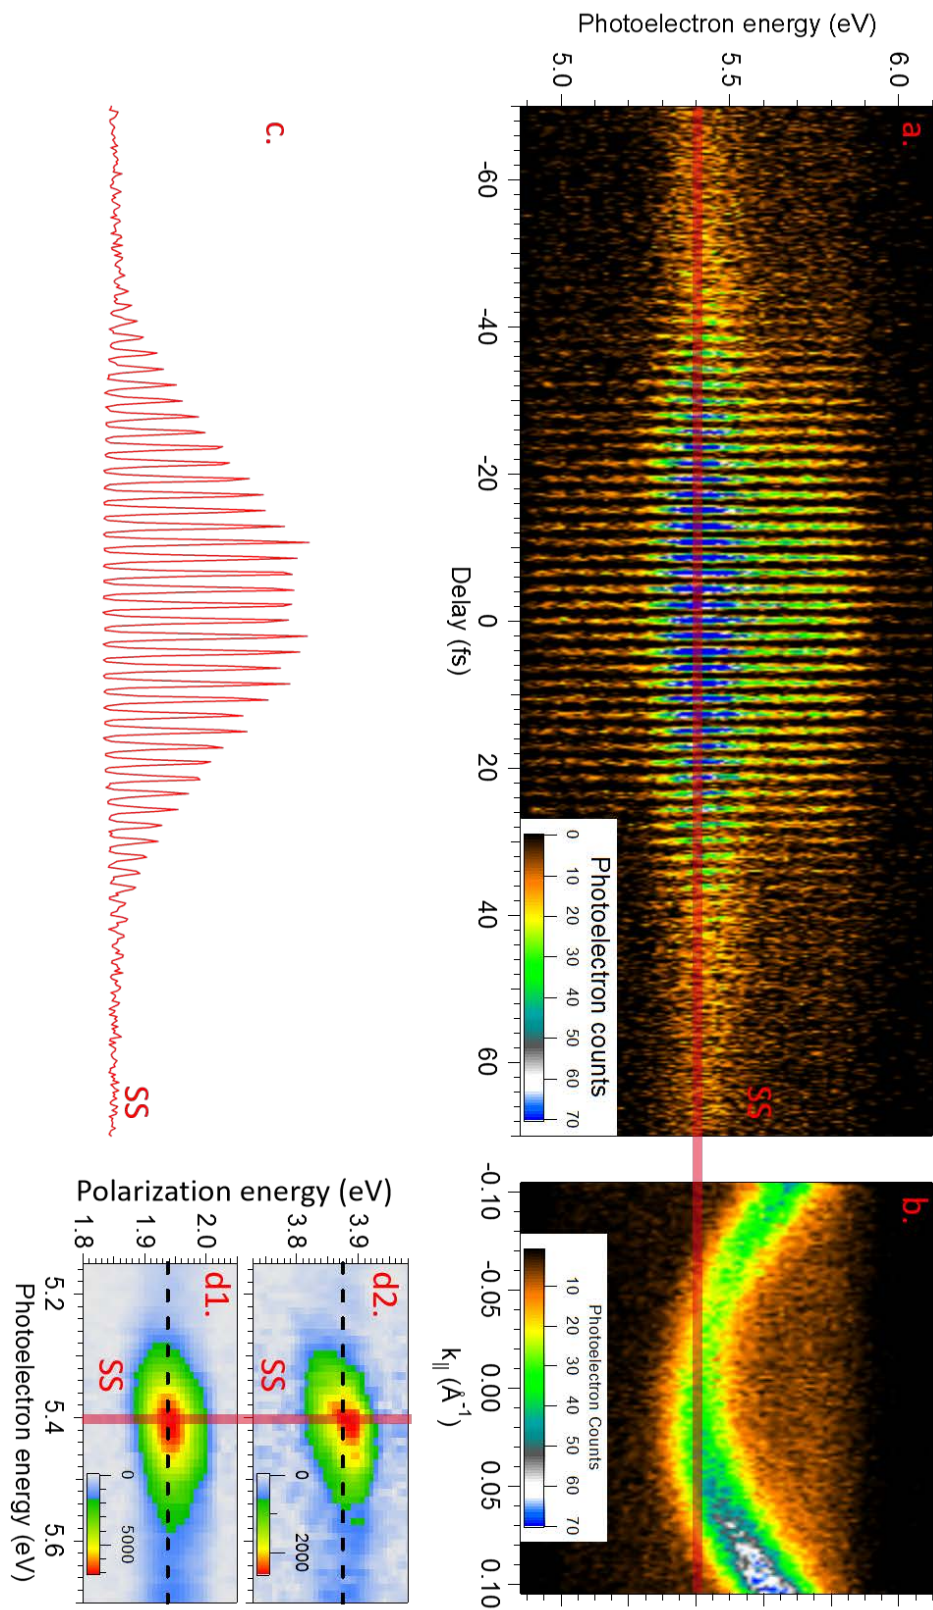 Photoelectron energy (eV)
5.0
5.5
6.0
a.
-60
-40
-20
0
20
40
60
Delay (fs)
SS
Photoelectron counts
0
10
20
30
40
50
60
70
b.
-0.10
-0.05
0.00
0.05
0.10
k|| (Å-1)
Photoelectron Counts
10
20
30
40
50
60
70
c.
SS
Polarization energy (eV)
1.8
1.9
2.0
3.8
3.9
d1.
SS
0
5000
d2.
SS
0
2000
5.2
5.4
5.6
Photoelectron energy (eV)